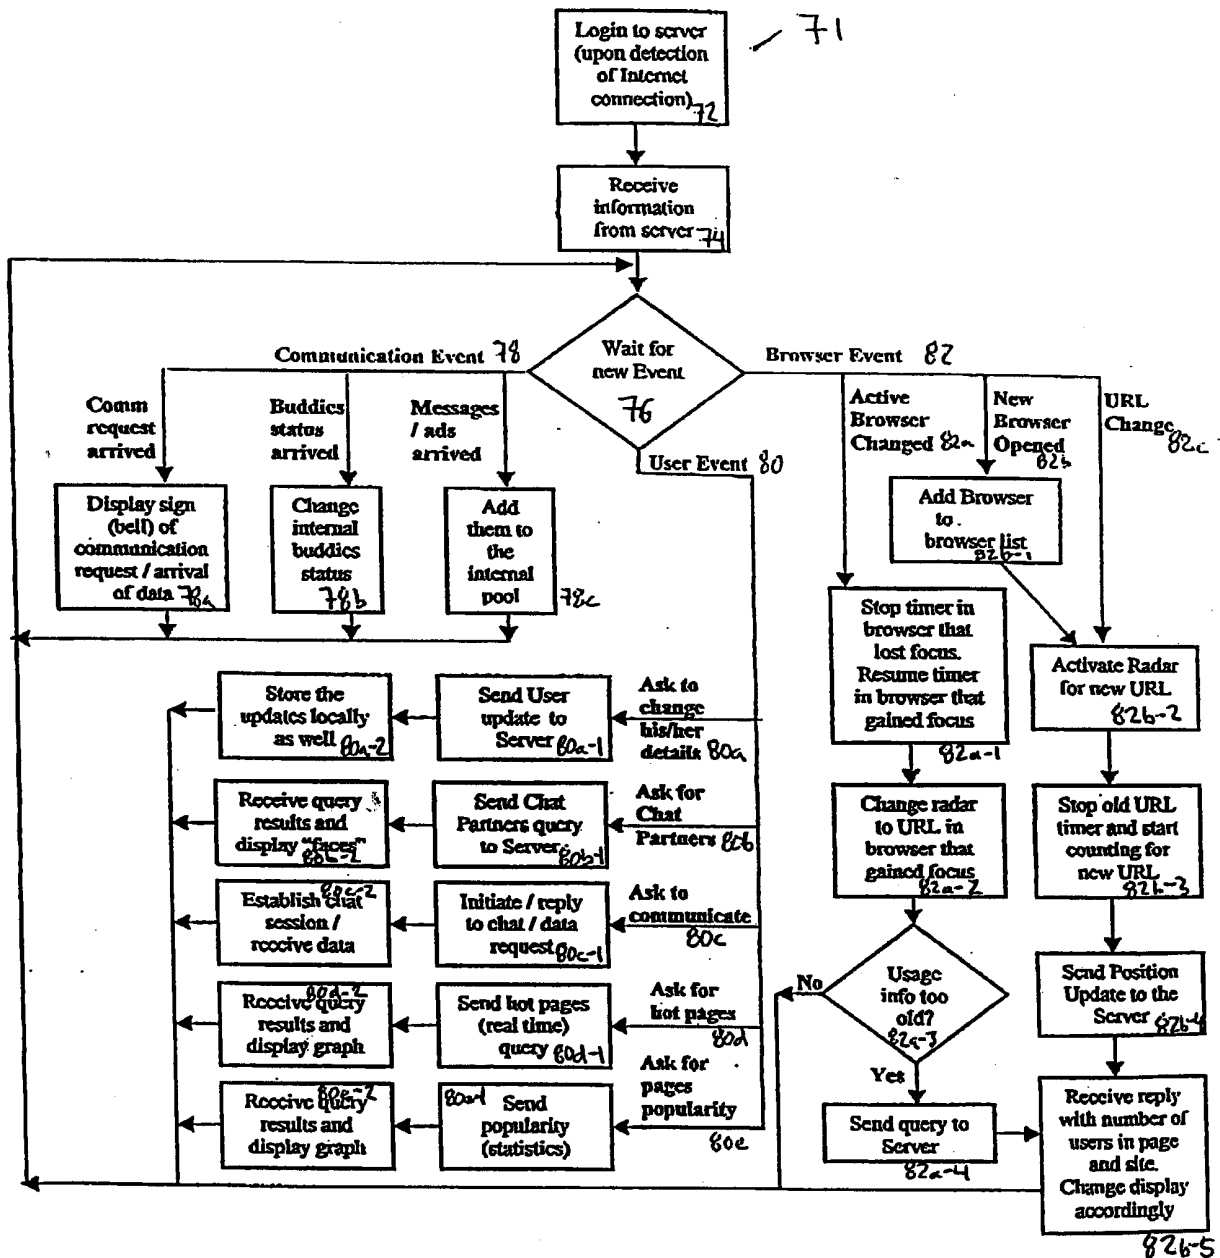 Login to server
(upon detection
of Internet
connection)
72
71
Receive
information
from server
74
Wait for
new Event
76
Communication Event 78
Browser Event 82
User Event 80
Comm
request
arrived
Buddies
status
arrived
Messages
/ ads
arrived
Active
Browser
Changed 82a
New
Browser
Opened
82b
URL
Change
82c
Display sign
(bell) of
communication
request / arrival
of data 78a
Change
internal
buddies
status
78b
Add
them to
the
internal
pool
78c
Add Browser
to
browser list
82b-1
Stop timer in
browser that
lost focus.
Resume timer
in browser that
gained focus
82a-1
Activate Radar
for new URL
82b-2
Store the
updates locally
as well 80a-2
Send User
update to
Server 80a-1
Ask to
change
his/her
details 80a
Receive query
results and
display "faces"
80b-2
Send Chat
Partners query
to Server 80b-1
Ask for
Chat
Partners 80b
Change radar
to URL in
browser that
gained focus
82a-2
Stop old URL
timer and start
counting for
new URL
82b-3
80c-2
Establish chat
session /
receive data
Initiate / reply
to chat / data
request 80c-1
Ask to
communicate
80c
Usage
info too
old?
82a-3
No
Yes
Send Position
Update to the
Server 82b-4
80d-2
Receive query
results and
display graph
Send hot pages
(real time)
query 80d-1
Ask for
hot pages
80d
80e-2
Receive query
results and
display graph
80e-1
Send
popularity
(statistics)
Ask for
pages
popularity
80e
Send query to
Server
82a-4
Receive reply
with number of
users in page
and site.
Change display
accordingly
82b-5